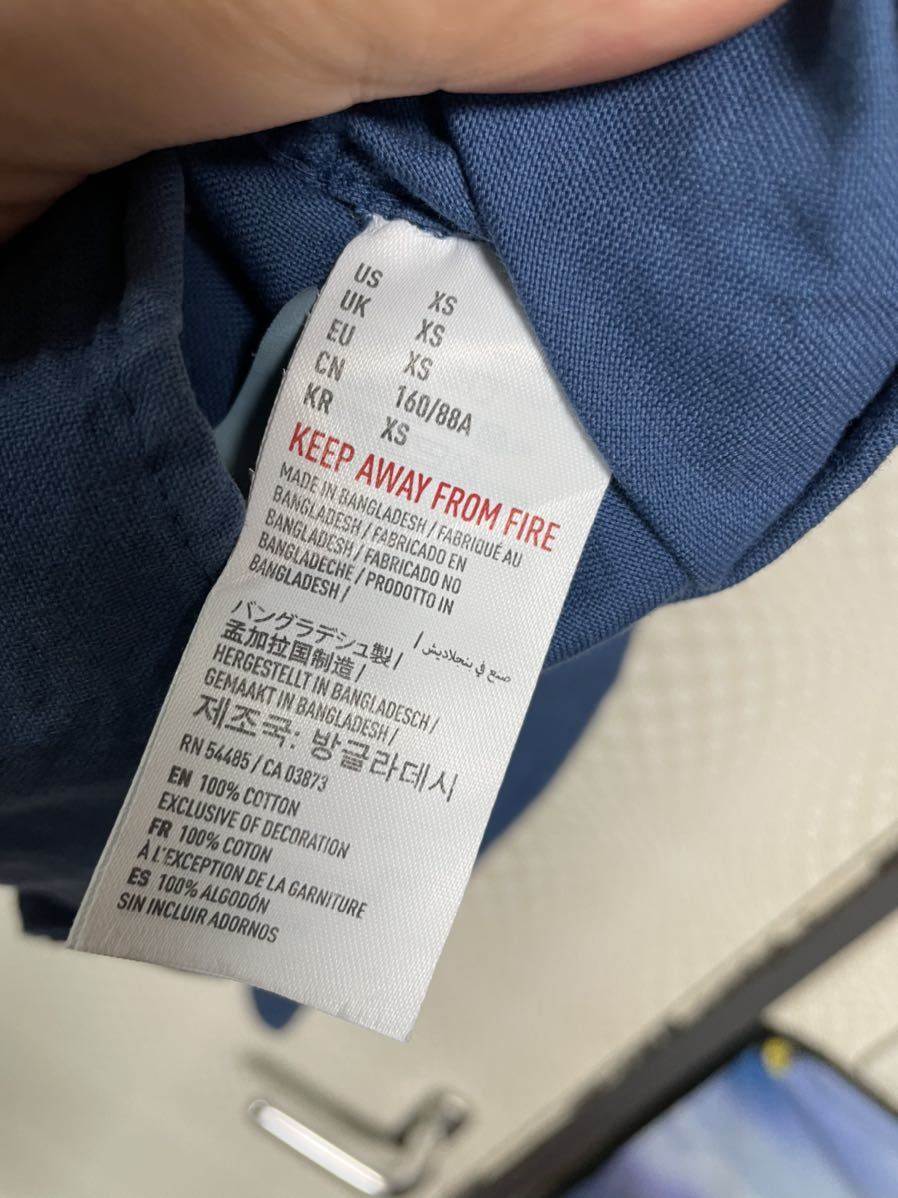 US XS
UK XS
EU XS
CN 160/88A
KR XS
KEEP AWAY FROM FIRE
MADE IN BANGLADESH / FABRIQUÉ AU
BANGLADESH / FABRICADO EN
BANGLADESH / FABRICADO NO
BANGLADECHE / PRODOTTO IN
BANGLADESH /
バングラデシュ製 / صنع في بنجلاديش /
孟加拉国制造 /
HERGESTELLT IN BANGLADESCH /
GEMAAKT IN BANGLADESH /
제조국: 방글라데시
RN 54485 / CA 03873
EN 100% COTTON
EXCLUSIVE OF DECORATION
FR 100% COTON
À L'EXCEPTION DE LA GARNITURE
ES 100% ALGODÓN
SIN INCLUIR ADORNOS